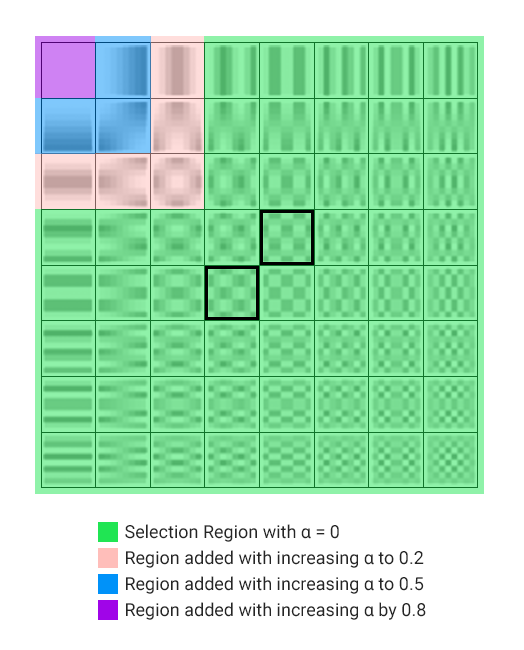 Selection Region with α = 0
Region added with increasing α to 0.2
Region added with increasing α to 0.5
Region added with increasing α by 0.8